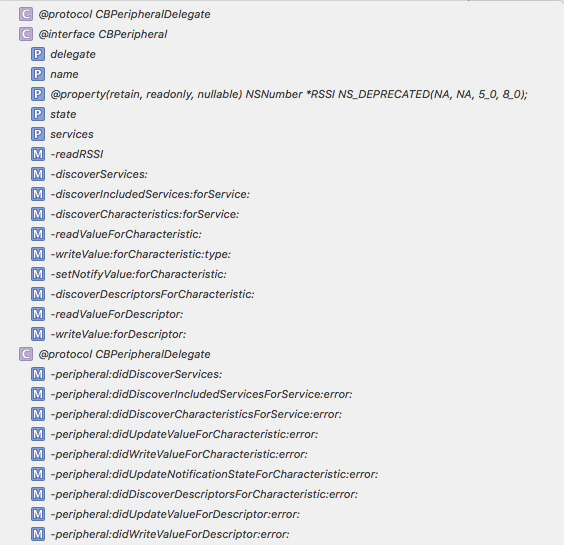 C @protocol CBPeripheralDelegate
C @interface CBPeripheral
P delegate
P name
P @property(retain, readonly, nullable) NSNumber *RSSI NS_DEPRECATED(NA, NA, 5_0, 8_0);
P state
P services
M -readRSSI
M -discoverServices:
M -discoverIncludedServices:forService:
M -discoverCharacteristics:forService:
M -readValueForCharacteristic:
M -writeValue:forCharacteristic:type:
M -setNotifyValue:forCharacteristic:
M -discoverDescriptorsForCharacteristic:
M -readValueForDescriptor:
M -writeValue:forDescriptor:
C @protocol CBPeripheralDelegate
M -peripheral:didDiscoverServices:
M -peripheral:didDiscoverIncludedServicesForService:error:
M -peripheral:didDiscoverCharacteristicsForService:error:
M -peripheral:didUpdateValueForCharacteristic:error:
M -peripheral:didWriteValueForCharacteristic:error:
M -peripheral:didUpdateNotificationStateForCharacteristic:error:
M -peripheral:didDiscoverDescriptorsForCharacteristic:error:
M -peripheral:didUpdateValueForDescriptor:error:
M -peripheral:didWriteValueForDescriptor:error: